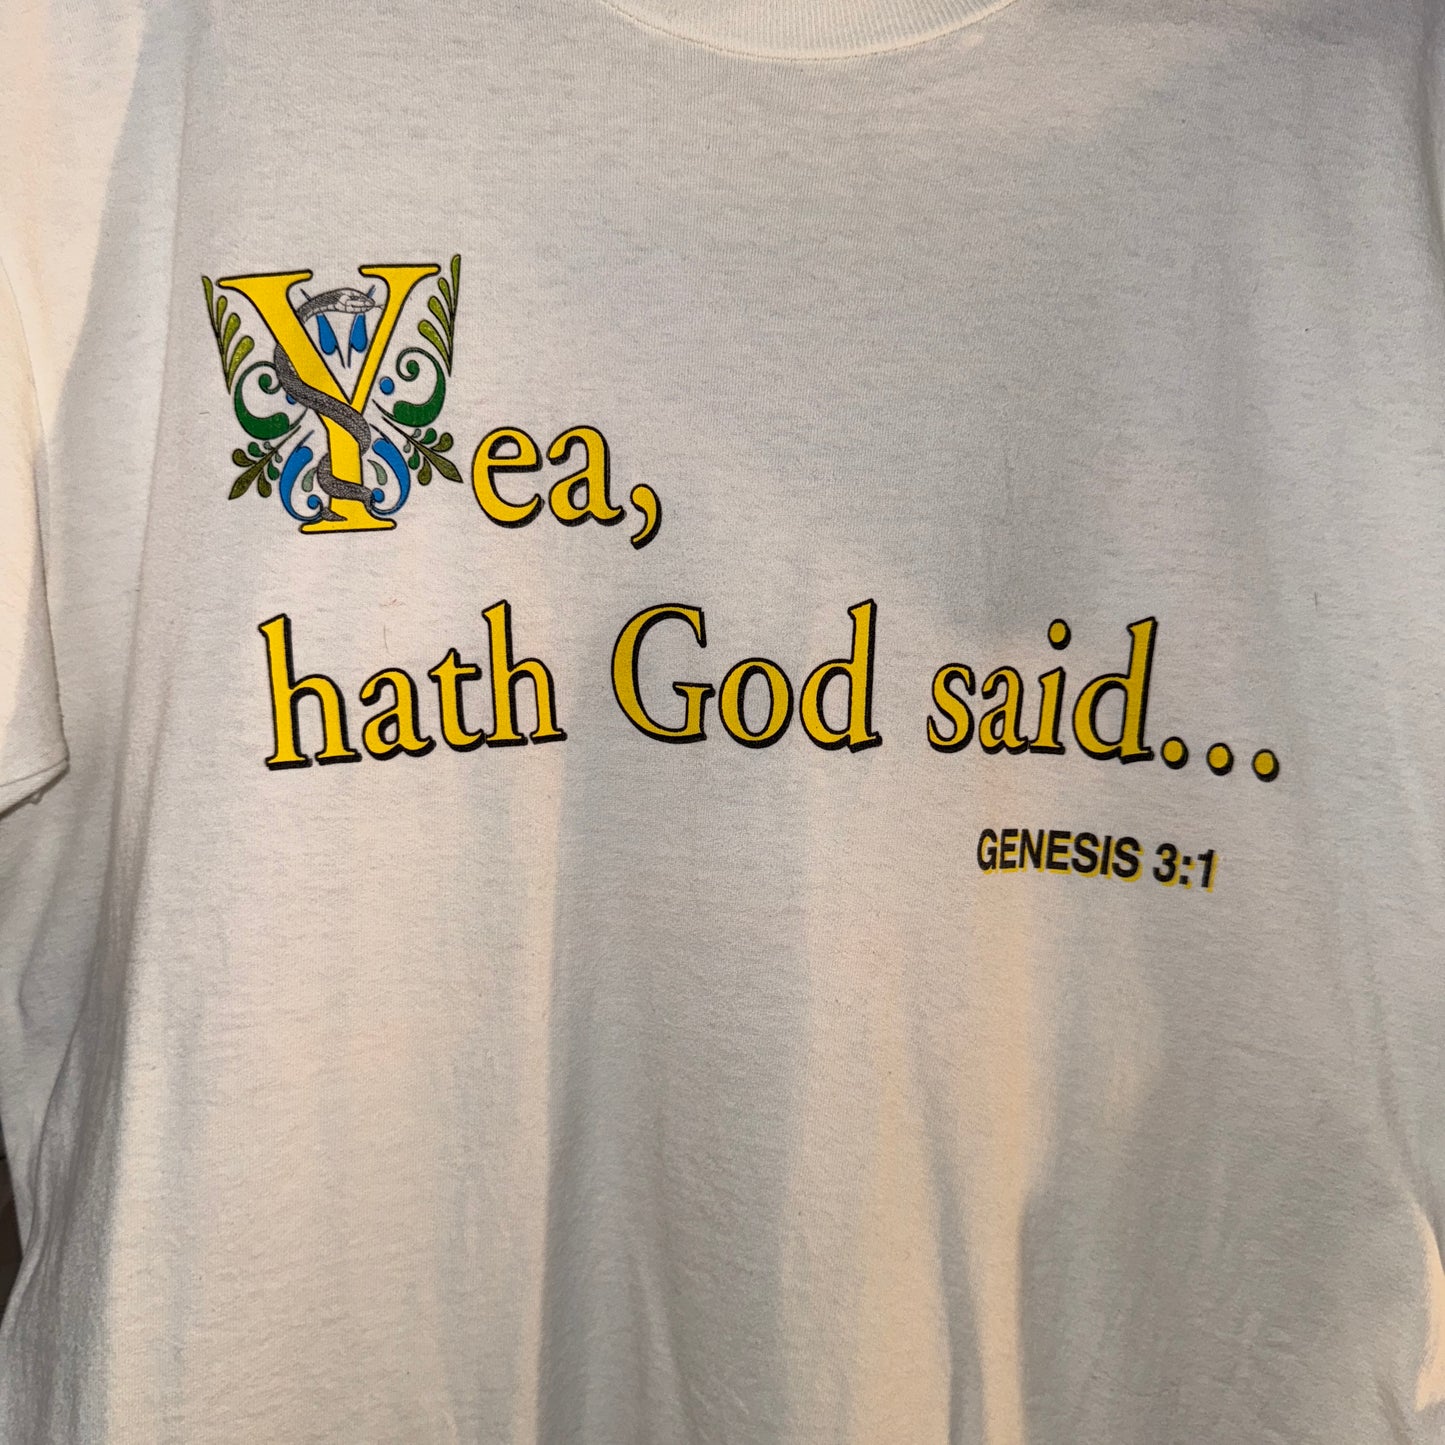 Yea,
hath God said...
GENESIS 3:1